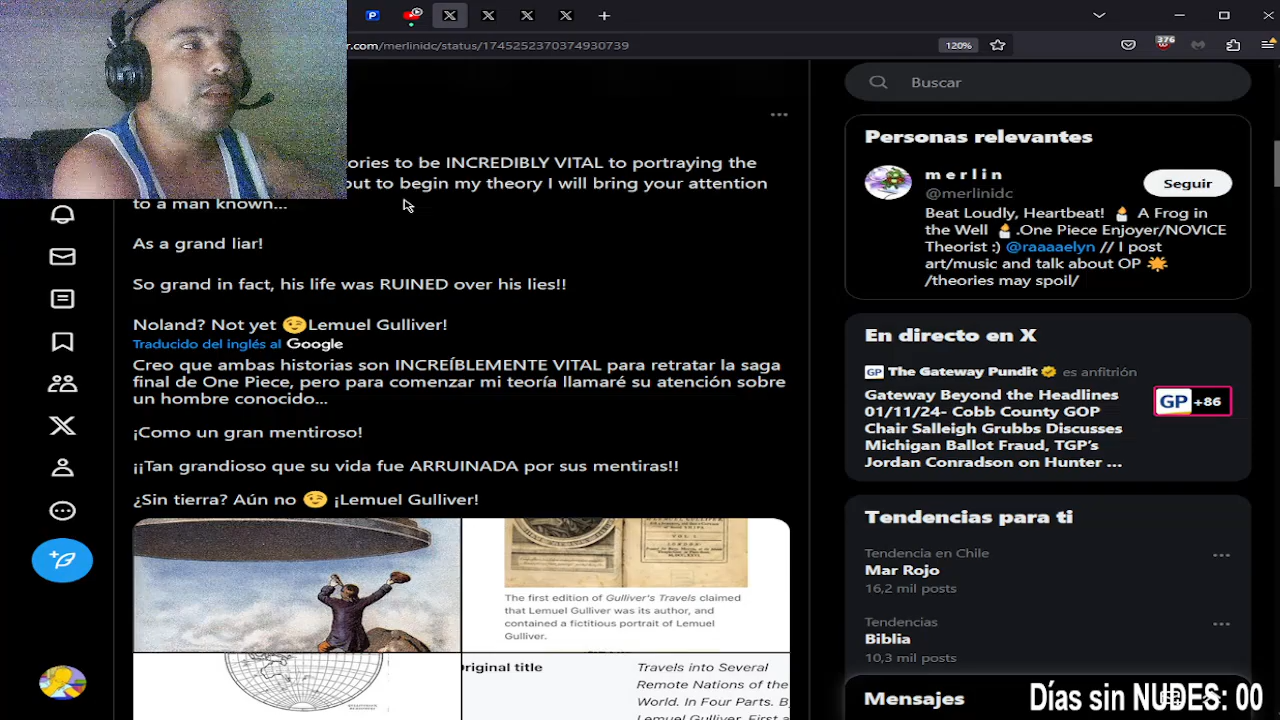 r.com/merlinidc/status/1745252370374930739
120%
376
Buscar
ories to be INCREDIBLY VITAL to portraying the
but to begin my theory I will bring your attention
to a man known...
As a grand liar!
So grand in fact, his life was RUINED over his lies!!
Noland? Not yet 😉Lemuel Gulliver!
Traducido del inglés al Google
Creo que ambas historias son INCREÍBLEMENTE VITAL para retratar la saga
final de One Piece, pero para comenzar mi teoría llamaré su atención sobre
un hombre conocido...
¡Como un gran mentiroso!
¡¡Tan grandioso que su vida fue ARRUINADA por sus mentiras!!
¿Sin tierra? Aún no 😉 ¡Lemuel Gulliver!
The first edition of Gulliver's Travels claimed
that Lemuel Gulliver was its author, and
contained a fictitious portrait of Lemuel
Gulliver.
Original title
Travels into Several
Remote Nations of the
World. In Four Parts. B
Lemuel Gulliver. First a
Personas relevantes
merlin
@merlinidc
Seguir
Beat Loudly, Heartbeat! 🕯️ A Frog in
the Well 🕯️.One Piece Enjoyer/NOVICE
Theorist :) @raaaaelyn // I post
art/music and talk about OP
/theories may spoil/
En directo en X
GP The Gateway Pundit es anfitrión
Gateway Beyond the Headlines
01/11/24- Cobb County GOP
Chair Salleigh Grubbs Discusses
Michigan Ballot Fraud, TGP's
Jordan Conradson on Hunter ...
GP +86
Tendencias para ti
Tendencia en Chile
Mar Rojo
16,2 mil posts
Tendencias
Biblia
10,3 mil posts
Mensajes
Días sin NUDES: 00